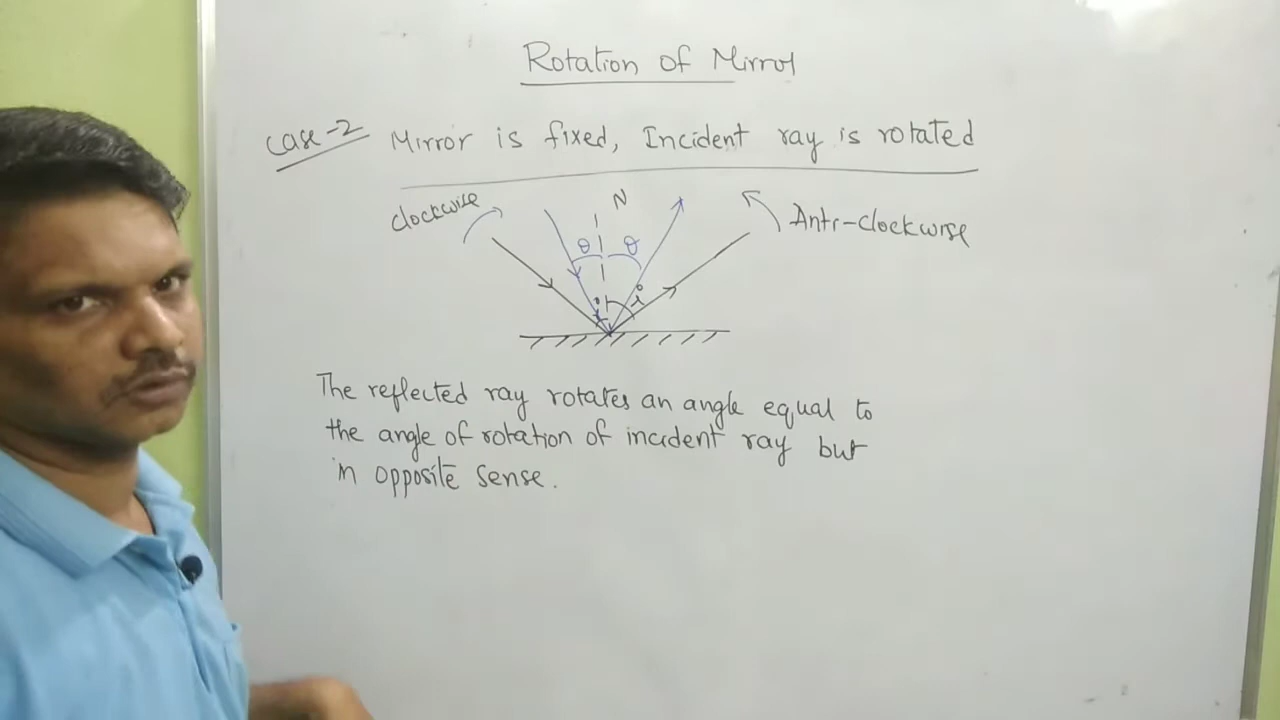 Rotation of Mirror
Case-2 Mirror is fixed, Incident ray is rotated
clockwise N Anti-clockwise
θ θ
i r
The reflected ray rotates an angle equal to
the angle of rotation of incident ray but
in opposite sense.